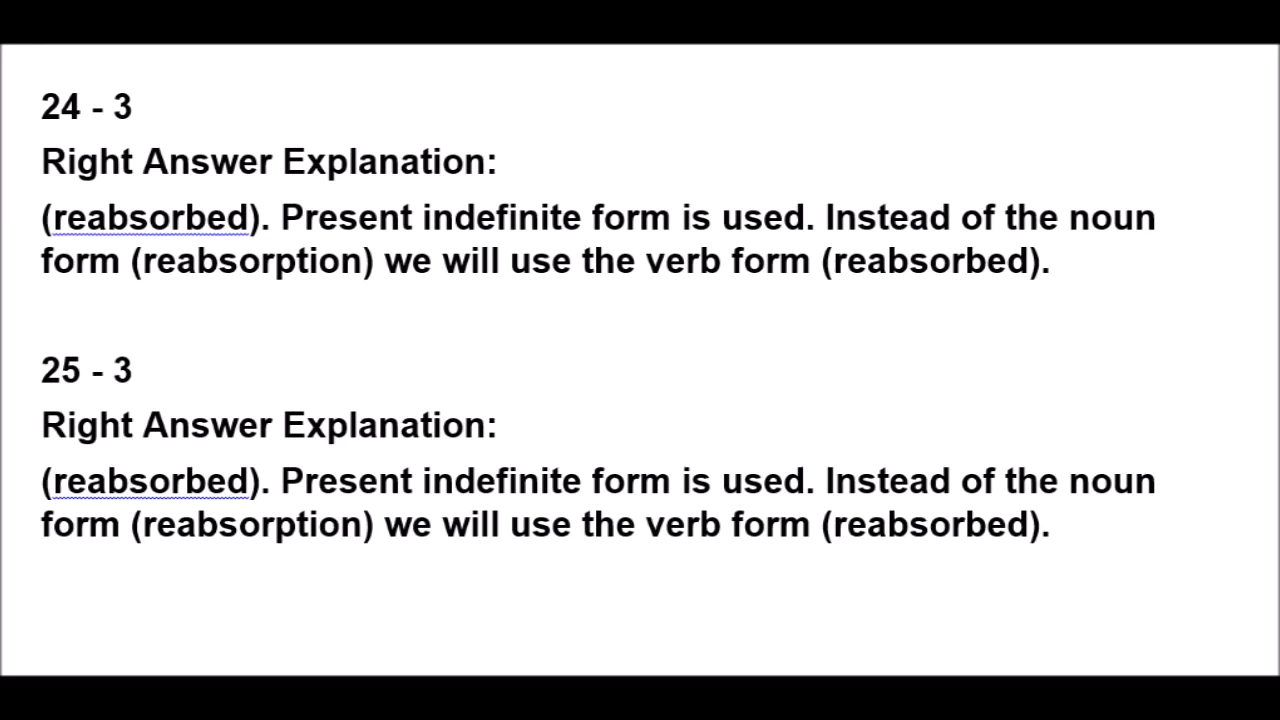 24 - 3
Right Answer Explanation:
(reabsorbed). Present indefinite form is used. Instead of the noun
form (reabsorption) we will use the verb form (reabsorbed).
25 - 3
Right Answer Explanation:
(reabsorbed). Present indefinite form is used. Instead of the noun
form (reabsorption) we will use the verb form (reabsorbed).